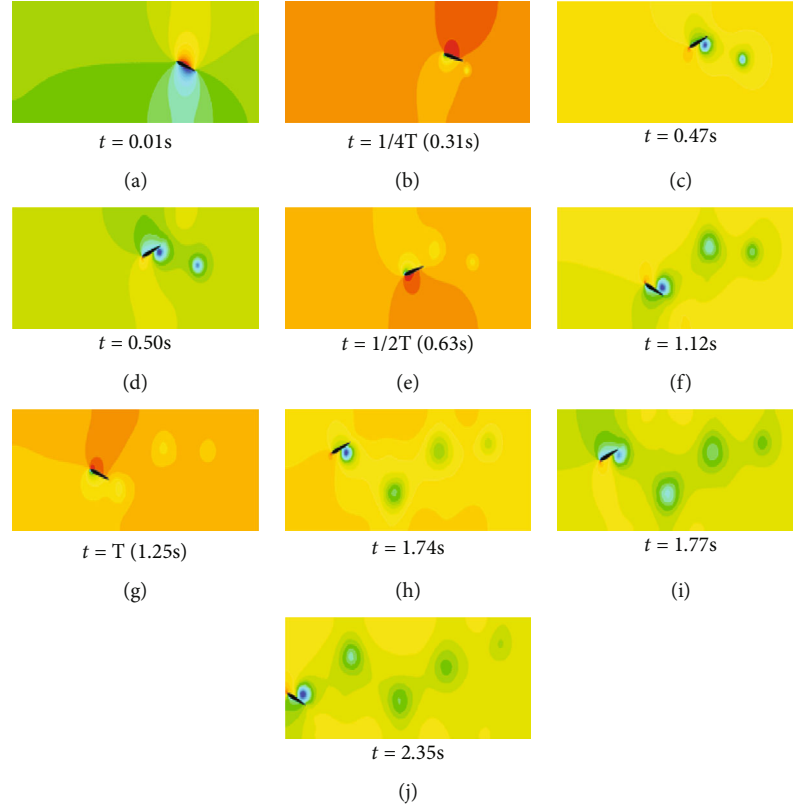 t = 0.01s
t = 1/4T (0.31s)
t = 0.47s
(a)
(b)
(c)
t = 0.50s
t = 1/2T (0.63s)
t = 1.12s
(d)
(e)
(f)
t = T (1.25s)
t = 1.74s
t = 1.77s
(g)
(h)
(i)
t = 2.35s
(j)